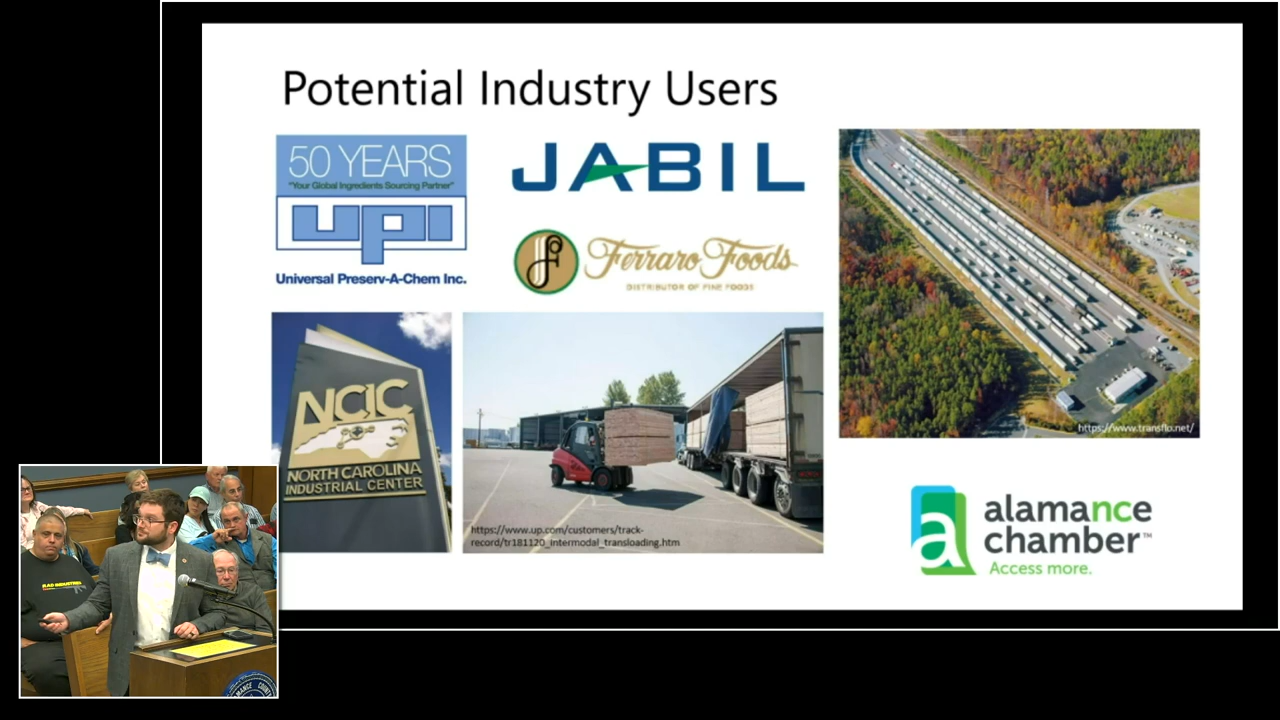 Potential Industry Users
50 YEARS
"Your Global Ingredients Sourcing Partner"
upi
Universal Preserv-A-Chem Inc.
JABIL
Ferraro Foods
DISTRIBUTOR OF FINE FOODS
NCIC
NORTH CAROLINA
INDUSTRIAL CENTER
https://www.up.com/customers/track-
record/tr181120_intermodal_transloading.htm
https://www.transflo.net/
a
alamance
chamber™
Access more.